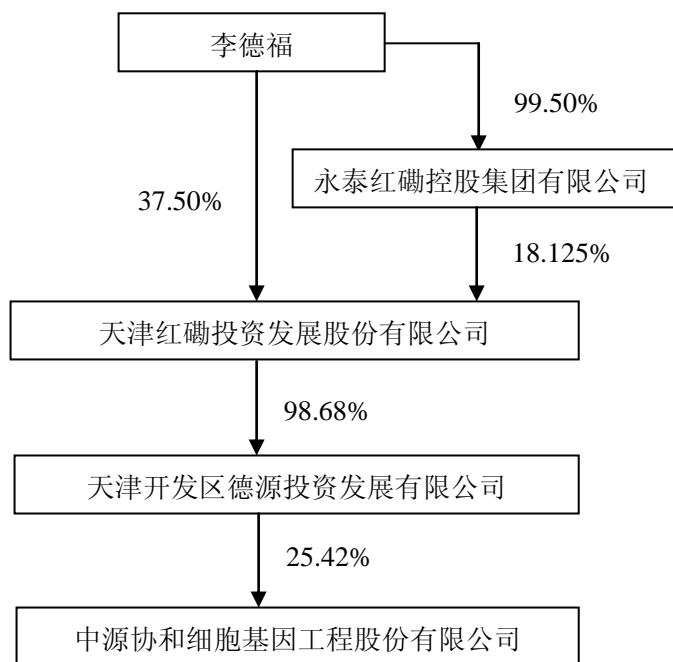 李德福
99.50%
永泰红磡控股集团有限公司
37.50%
18.125%
天津红磡投资发展股份有限公司
98.68%
天津开发区德源投资发展有限公司
25.42%
中源协和细胞基因工程股份有限公司